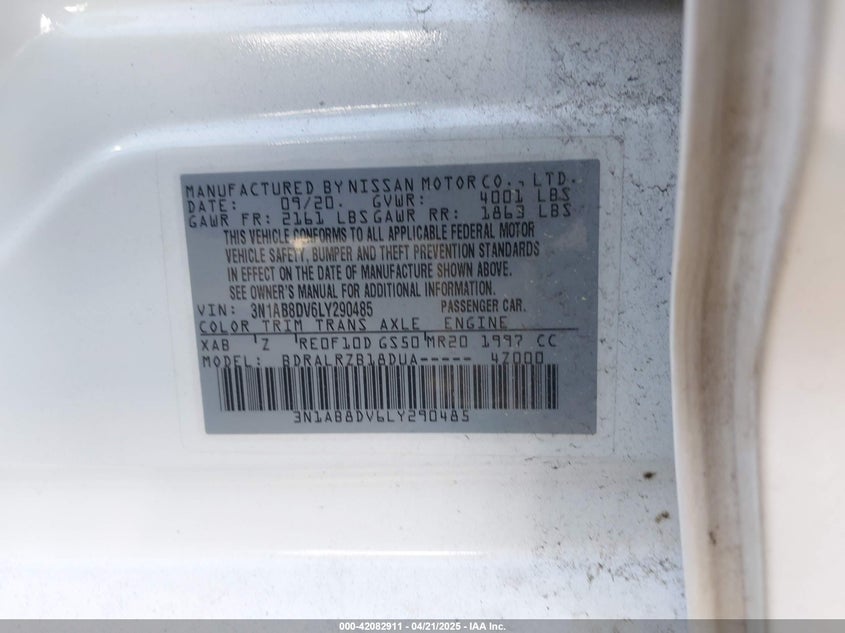 MANUFACTURED BY NISSAN MOTOR CO., LTD.
DATE: 09/20. GVWR: 4001 LBS
GAWR FR: 2161 LBS GAWR RR: 1863 LBS
THIS VEHICLE CONFORMS TO ALL APPLICABLE FEDERAL MOTOR
VEHICLE SAFETY, BUMPER AND THEFT PREVENTION STANDARDS
IN EFFECT ON THE DATE OF MANUFACTURE SHOWN ABOVE.
SEE OWNER'S MANUAL FOR ADDITIONAL INFORMATION.
VIN: 3N1AB8DV6LY290485 PASSENGER CAR.
COLOR TRIM TRANS AXLE ENGINE
XAB Z RE0F10D GS50 MR20 1997 CC
MODEL: BDRALRZB18DUA----- 4Z000
3N1AB8DV6LY290485
000-42082911 - 04/21/2025 - IAA Inc.